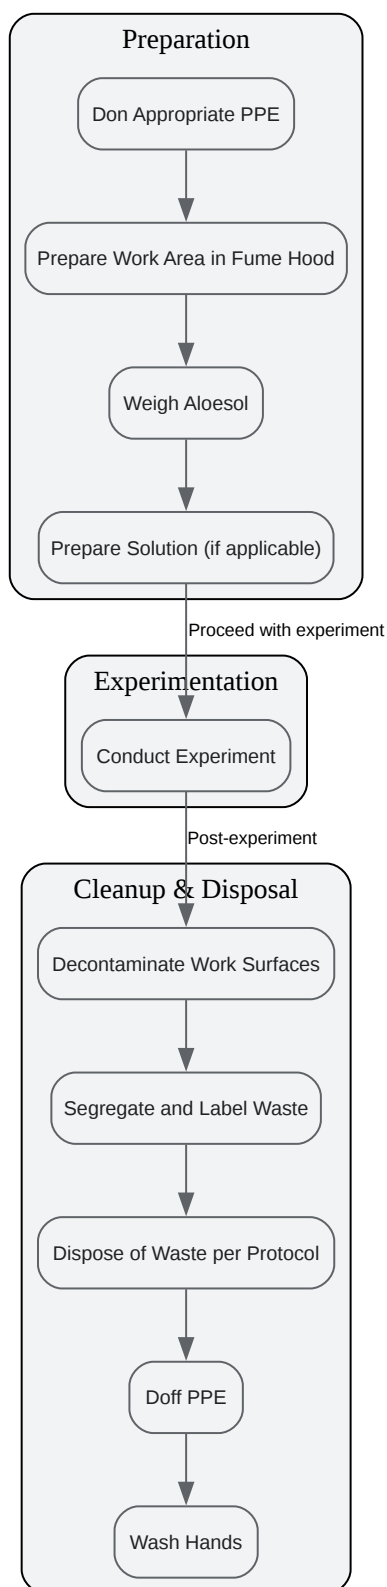 Preparation
Don Appropriate PPE
Prepare Work Area in Fume Hood
Weigh Aloesol
Prepare Solution (if applicable)
Proceed with experiment
Experimentation
Conduct Experiment
Post-experiment
Cleanup & Disposal
Decontaminate Work Surfaces
Segregate and Label Waste
Dispose of Waste per Protocol
Doff PPE
Wash Hands